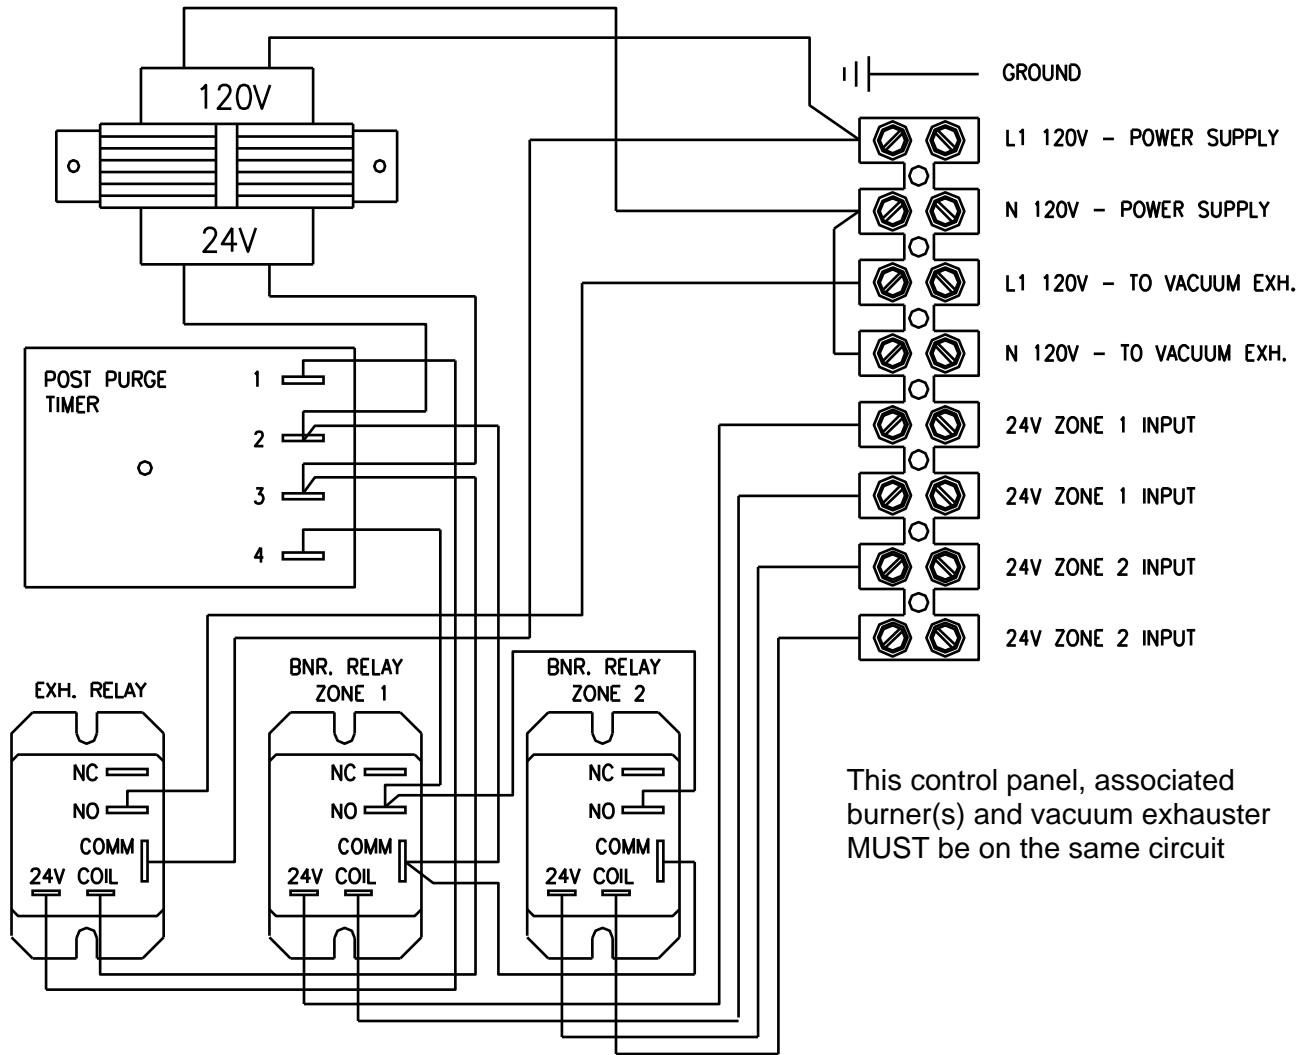 120V
24V
GROUND
L1 120V – POWER SUPPLY
N 120V – POWER SUPPLY
L1 120V – TO VACUUM EXH.
N 120V – TO VACUUM EXH.
24V ZONE 1 INPUT
24V ZONE 1 INPUT
24V ZONE 2 INPUT
24V ZONE 2 INPUT
POST PURGE
TIMER
1
2
3
4
EXH. RELAY
NC
NO
COMM
24V COIL
BNR. RELAY
ZONE 1
NC
NO
COMM
24V COIL
BNR. RELAY
ZONE 2
NC
NO
COMM
24V COIL
This control panel, associated
burner(s) and vacuum exhauster
MUST be on the same circuit